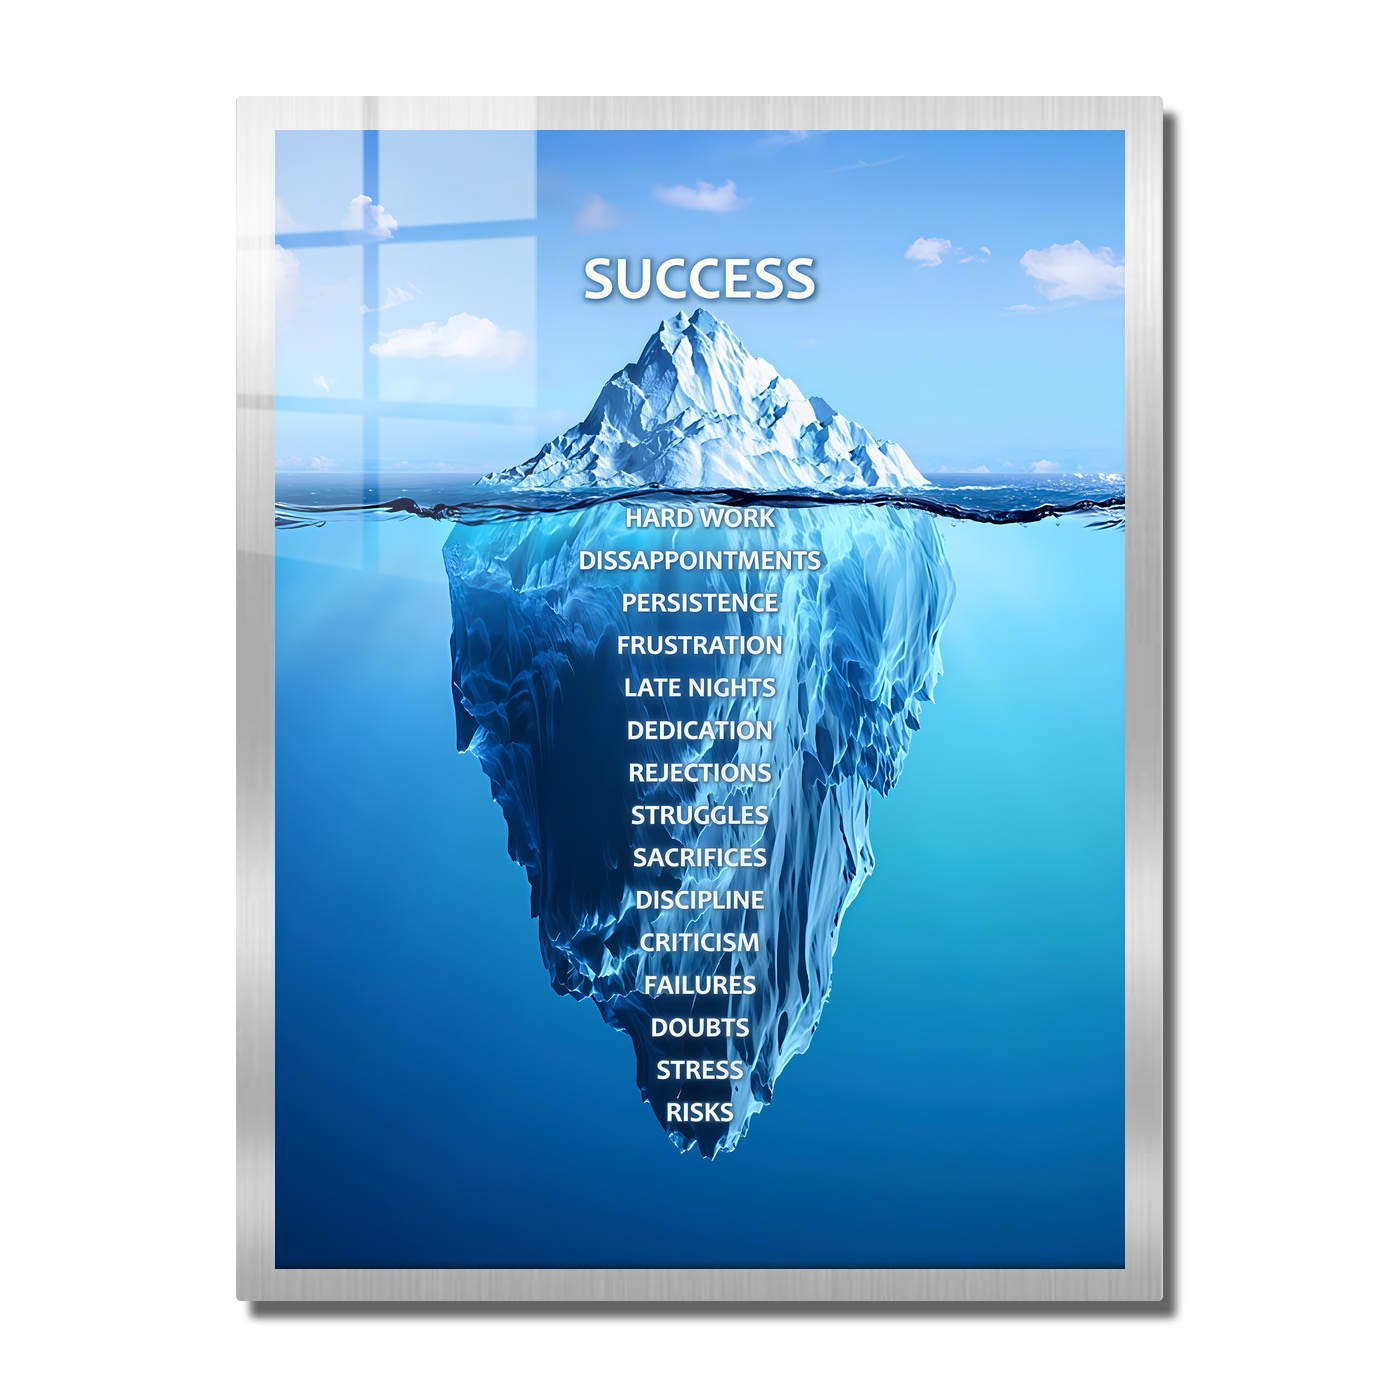 SUCCESS
HARD WORK
DISSAPPOINTMENTS
PERSISTENCE
FRUSTRATION
LATE NIGHTS
DEDICATION
REJECTIONS
STRUGGLES
SACRIFICES
DISCIPLINE
CRITICISM
FAILURES
DOUBTS
STRESS
RISKS